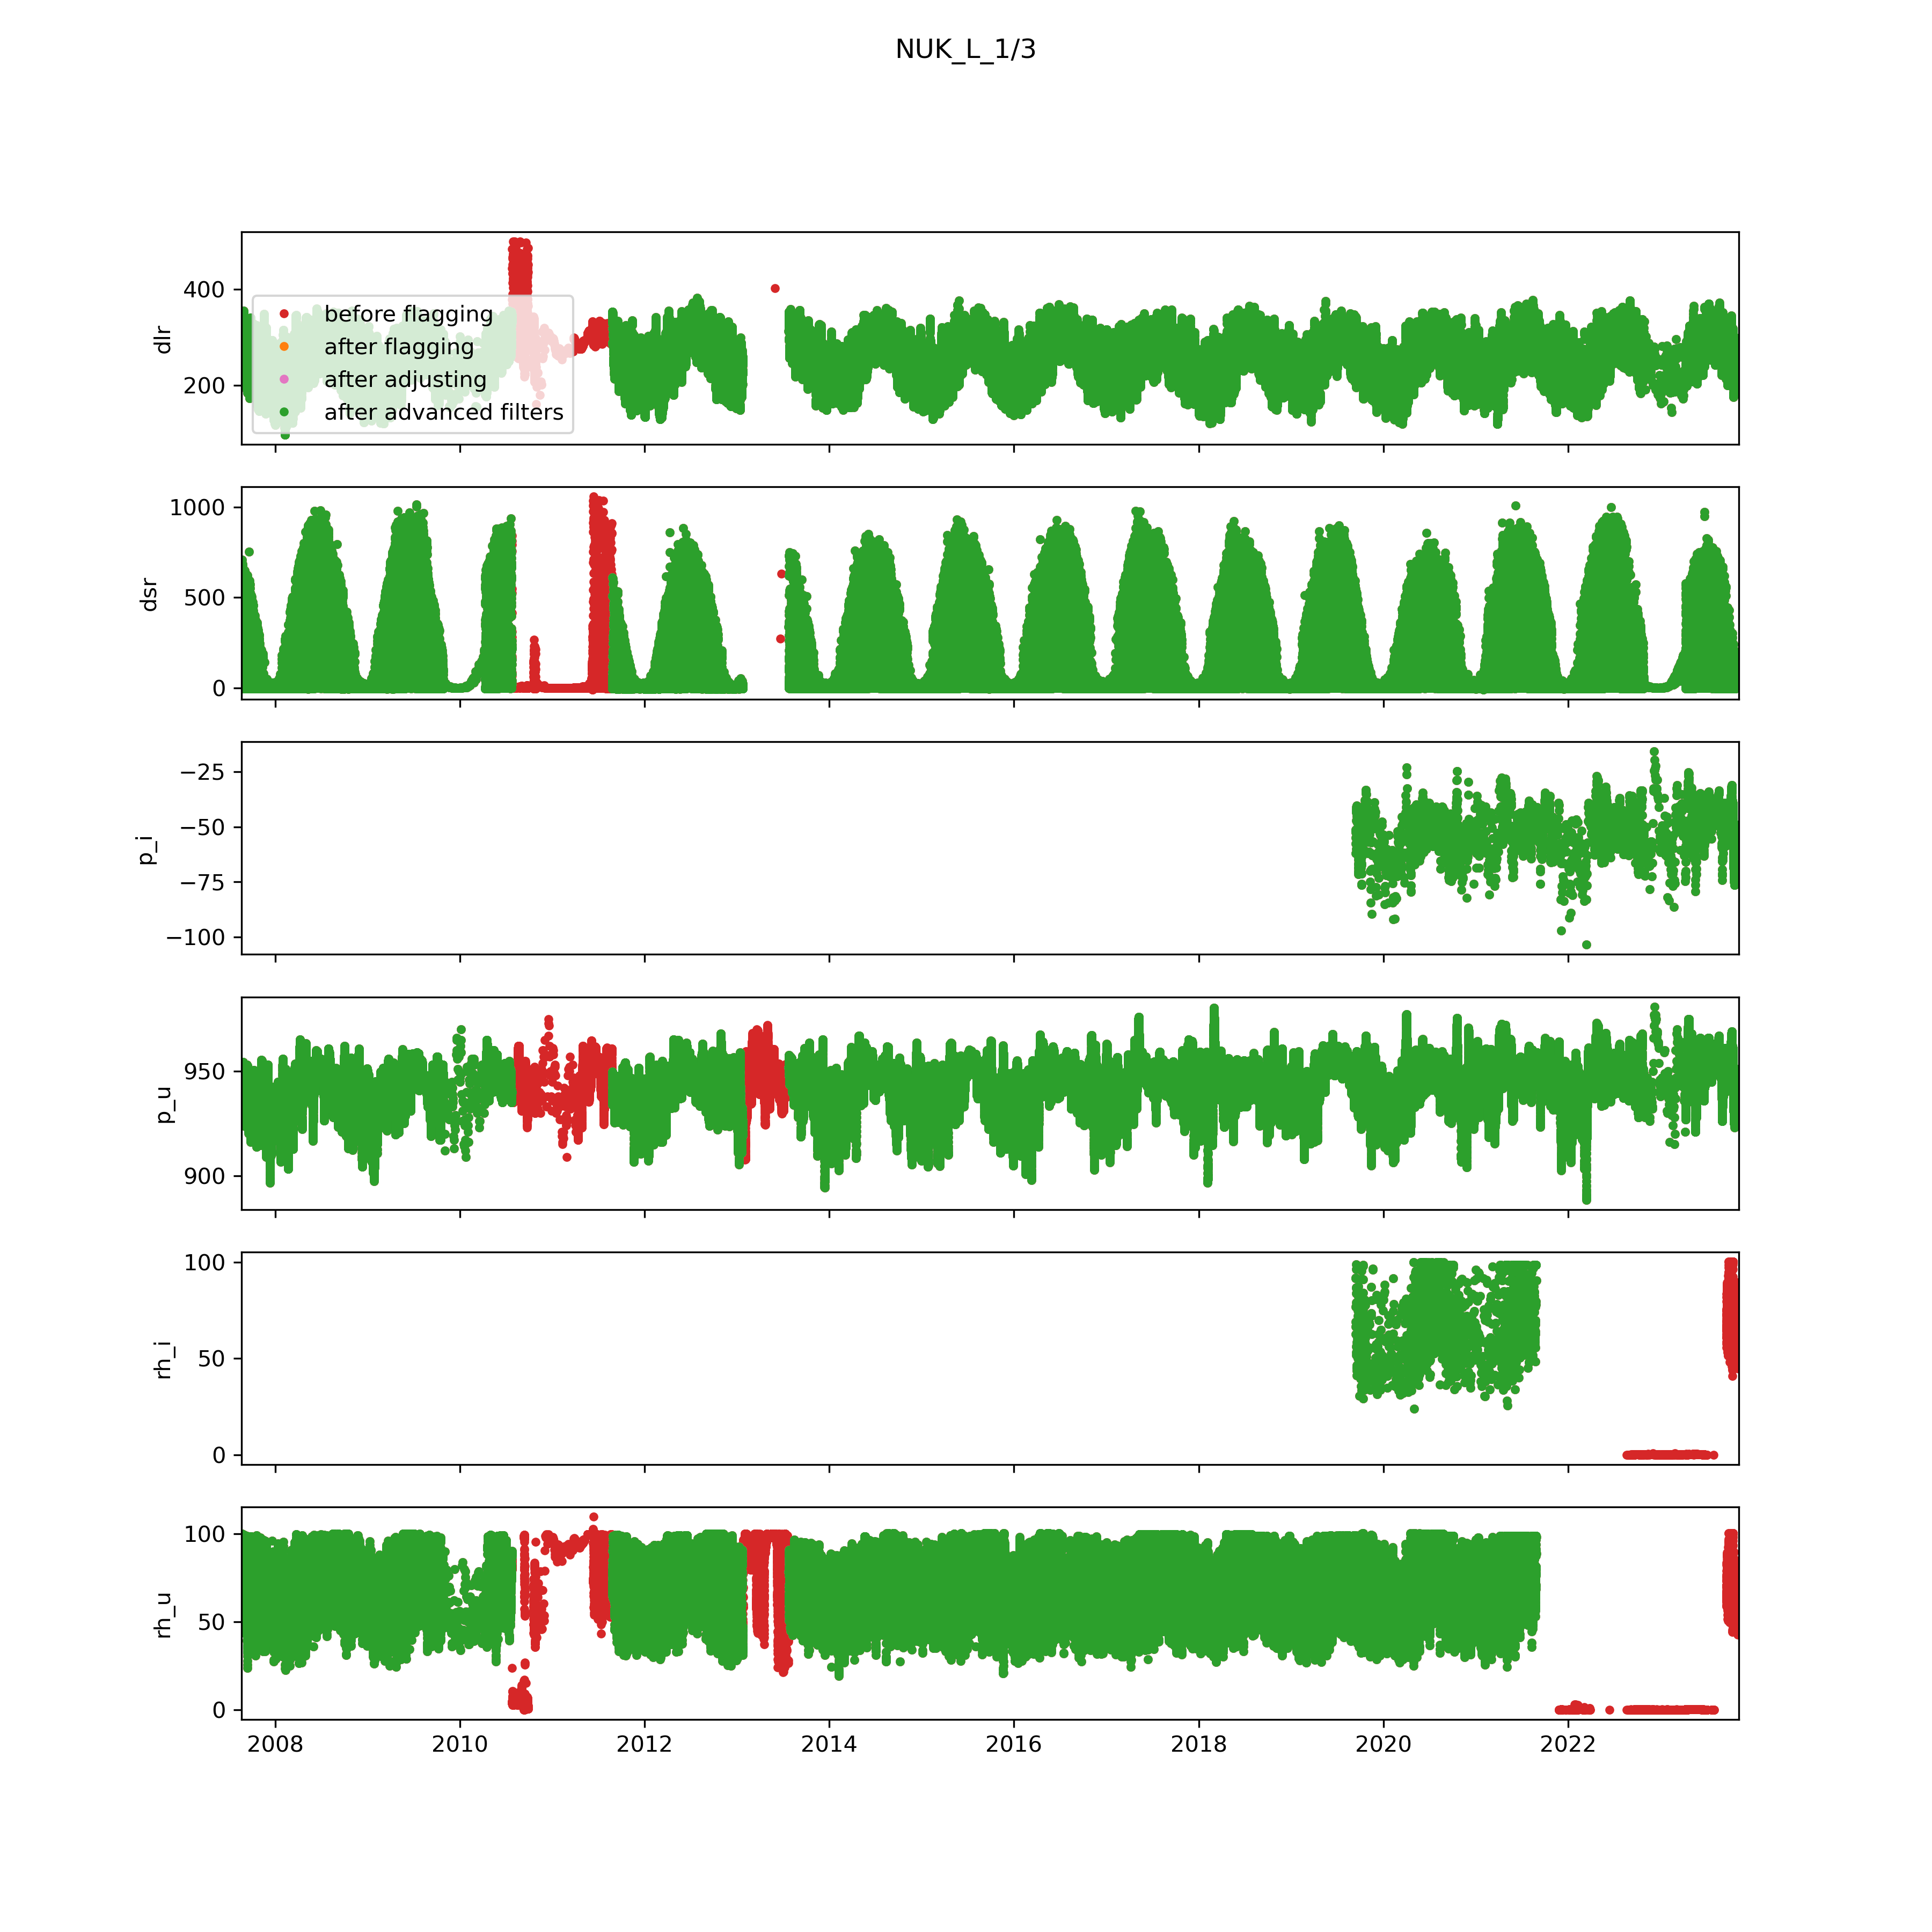 NUK_L_1/3
dlr
400
200
before flagging
after flagging
after adjusting
after advanced filters
dsr
1000
500
0
p_i
−25
−50
−75
−100
p_u
950
900
rh_i
100
50
0
rh_u
100
50
0
2008 2010 2012 2014 2016 2018 2020 2022